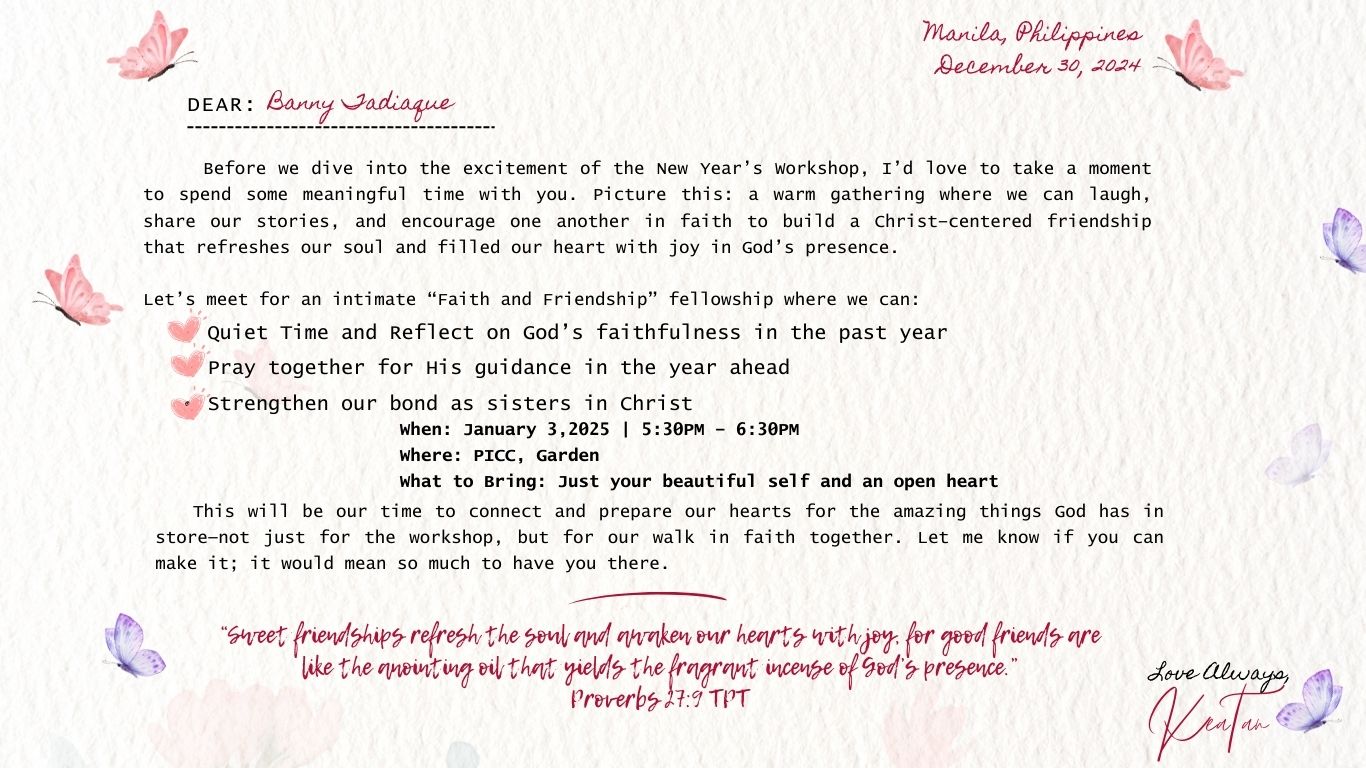 Manila, Philippines
December 30, 2024
DEAR: Banny Tadiaque
Before we dive into the excitement of the New Year’s Workshop, I’d love to take a moment
to spend some meaningful time with you. Picture this: a warm gathering where we can laugh,
share our stories, and encourage one another in faith to build a Christ–centered friendship
that refreshes our soul and filled our heart with joy in God’s presence.
Let’s meet for an intimate “Faith and Friendship” fellowship where we can:
Quiet Time and Reflect on God’s faithfulness in the past year
Pray together for His guidance in the year ahead
Strengthen our bond as sisters in Christ
When: January 3,2025 | 5:30PM – 6:30PM
Where: PICC, Garden
What to Bring: Just your beautiful self and an open heart
This will be our time to connect and prepare our hearts for the amazing things God has in
store—not just for the workshop, but for our walk in faith together. Let me know if you can
make it; it would mean so much to have you there.
“Sweet friendships refresh the soul and awaken our hearts with joy, for good friends are
like the anointing oil that yields the fragrant incense of God’s presence.”
Proverbs 27:9 TPT
Love Always,
KeaTan